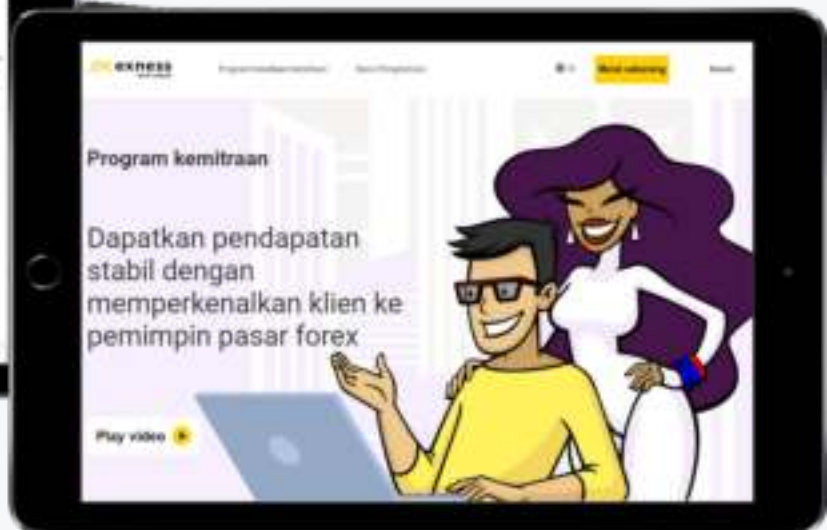 exness
Program kemitraan
Dapatkan pendapatan
stabil dengan
memperkenalkan klien ke
pemimpin pasar forex
Play video